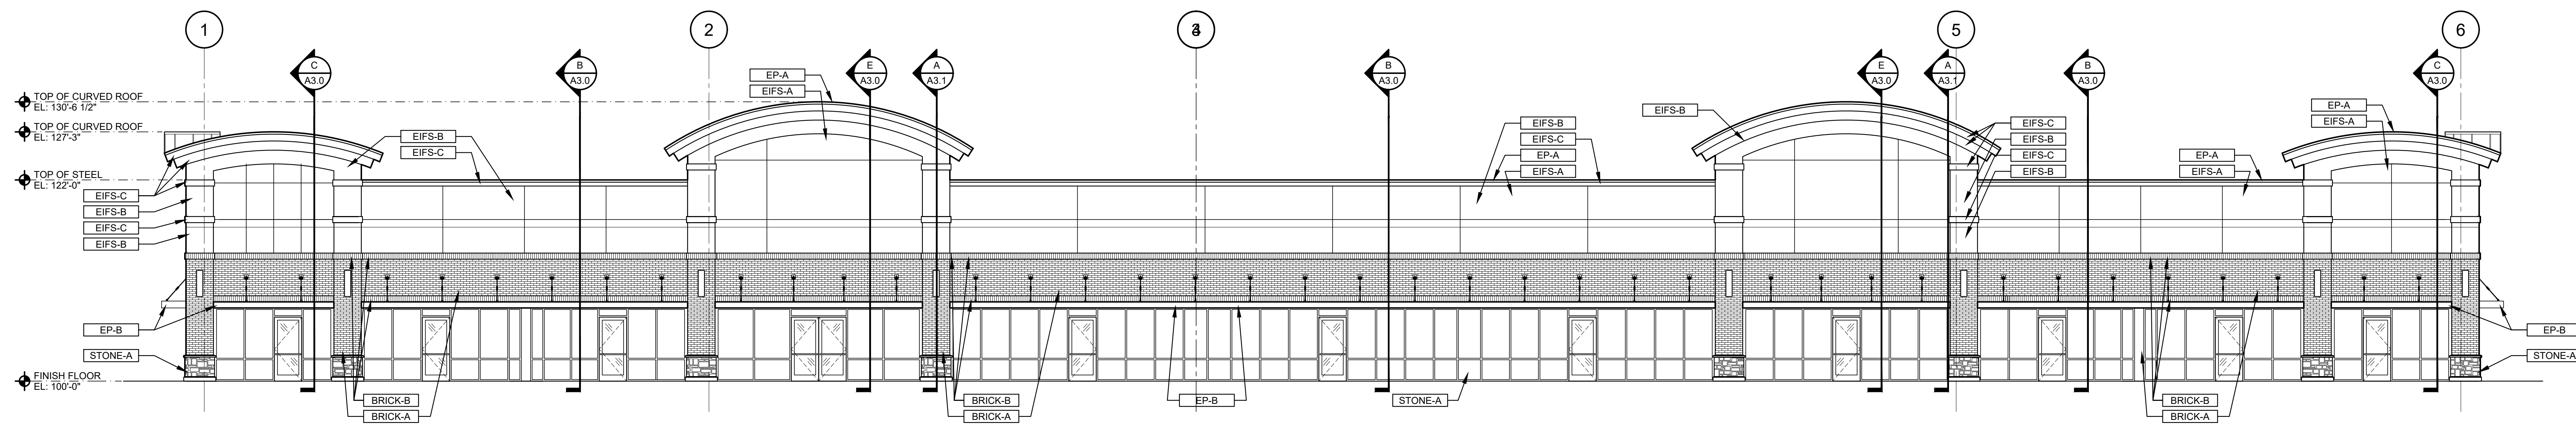 1
2
3
4
5
6
C
A3.0
B
A3.0
E
A3.0
A
A3.1
B
A3.0
E
A3.0
A
A3.1
B
A3.0
C
A3.0
TOP OF CURVED ROOF
EL: 130'-6 1/2"
TOP OF CURVED ROOF
EL: 127'-3"
TOP OF STEEL
EL: 122'-0"
FINISH FLOOR
EL: 100'-0"
EIFS-C
EIFS-B
EIFS-C
EIFS-B
EP-B
STONE-A
EIFS-B
EIFS-C
EP-A
EIFS-A
EIFS-B
EIFS-C
EP-A
EIFS-A
EIFS-B
EIFS-C
EIFS-B
EIFS-C
EIFS-B
EP-A
EIFS-A
EP-A
EIFS-A
EP-B
STONE-A
BRICK-B
BRICK-A
BRICK-B
BRICK-A
EP-B
STONE-A
BRICK-B
BRICK-A